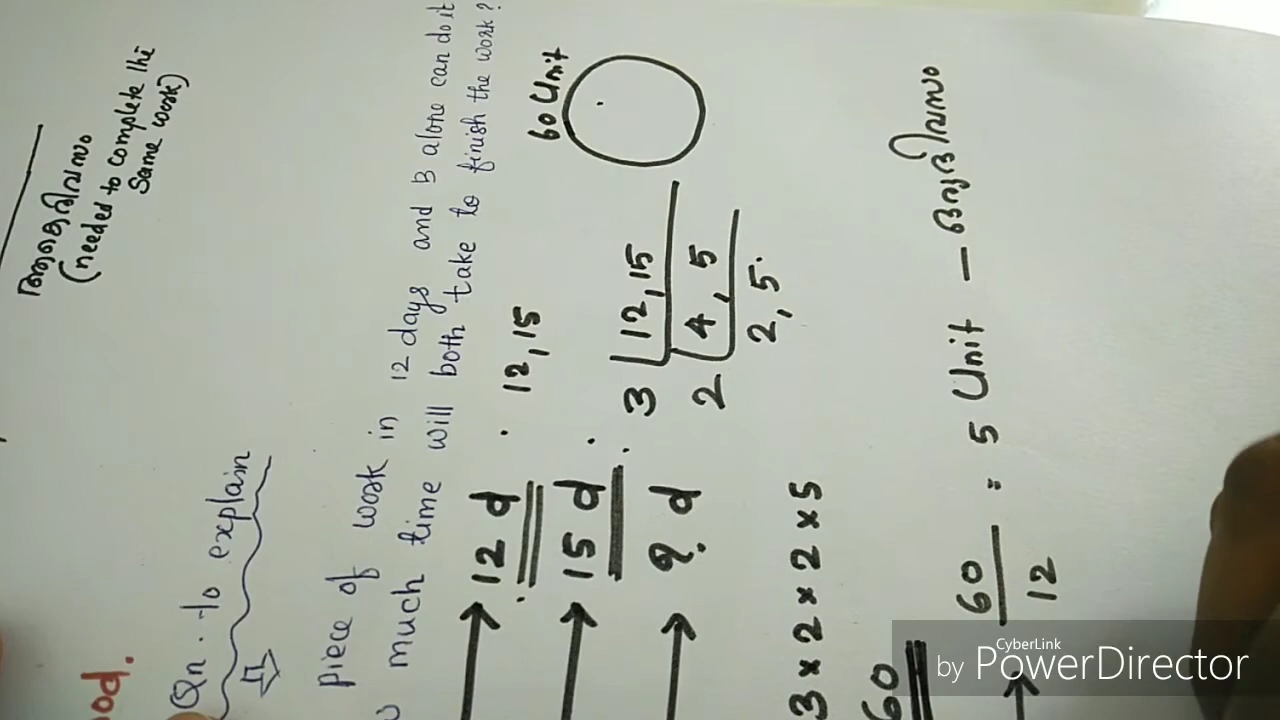 ood.
(needed to complete the
Same work)
Qn. to explain
piece of work in 12 days and B alone can do it
much time will both take to finish the work?
→ 12 d
12, 15
60 Unit
→ 15 d
→ ? d
3 12, 15
2 4, 5
2, 5
3 × 2 × 2 × 5
60
→ 60/12 = 5 Unit –
CyberLink
by PowerDirector